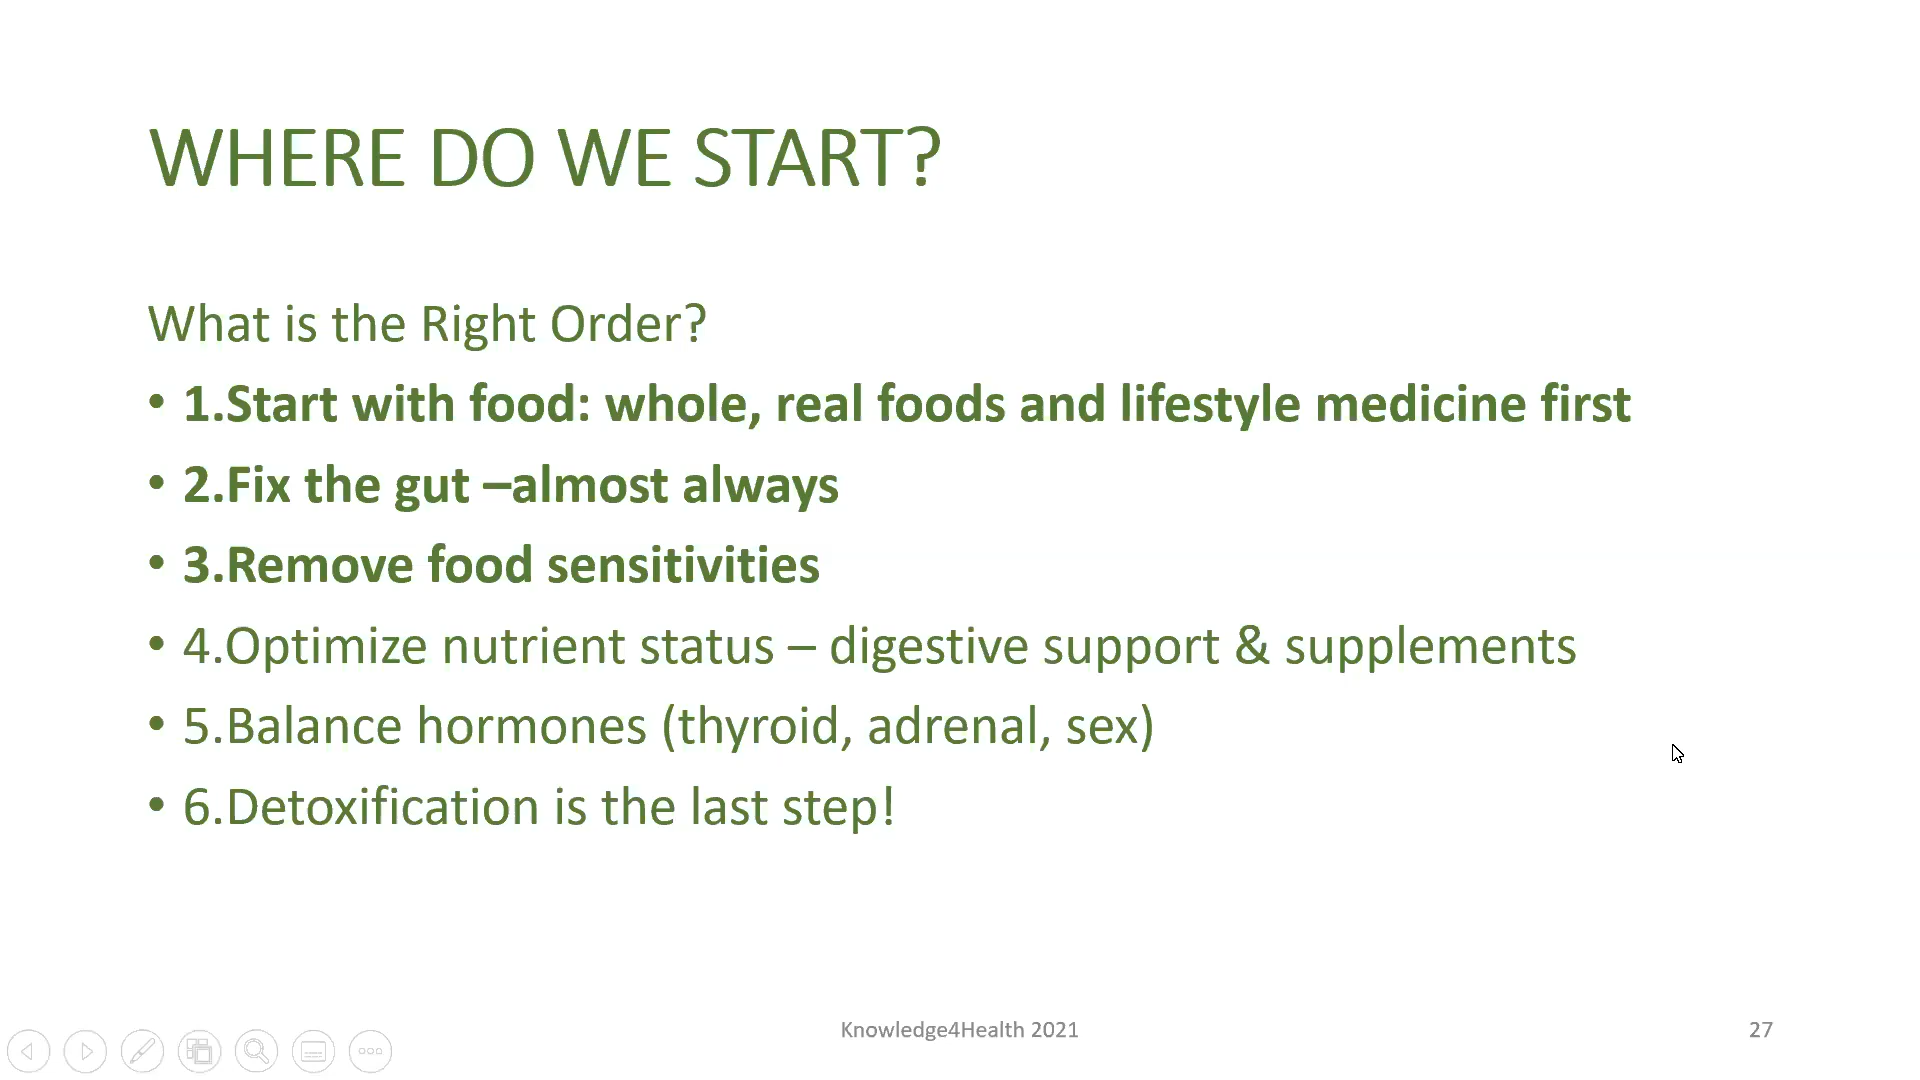 WHERE DO WE START?
What is the Right Order?
• 1.Start with food: whole, real foods and lifestyle medicine first
• 2.Fix the gut –almost always
• 3.Remove food sensitivities
• 4.Optimize nutrient status – digestive support & supplements
• 5.Balance hormones (thyroid, adrenal, sex)
• 6.Detoxification is the last step!
Knowledge4Health 2021
27